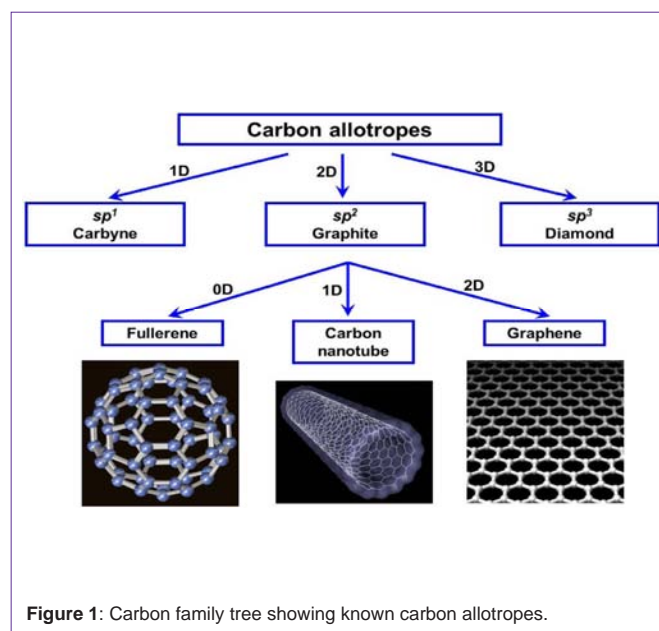 Carbon allotropes
1D
2D
3D
sp¹
Carbyne
sp²
Graphite
sp³
Diamond
0D
1D
2D
Fullerene
Carbon
nanotube
Graphene
Figure 1: Carbon family tree showing known carbon allotropes.